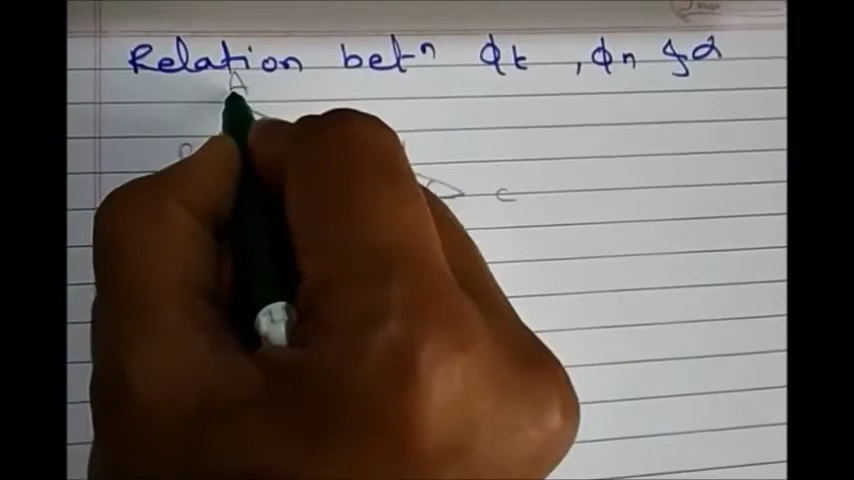 Relation betn ϕt , ϕn & α
A
C